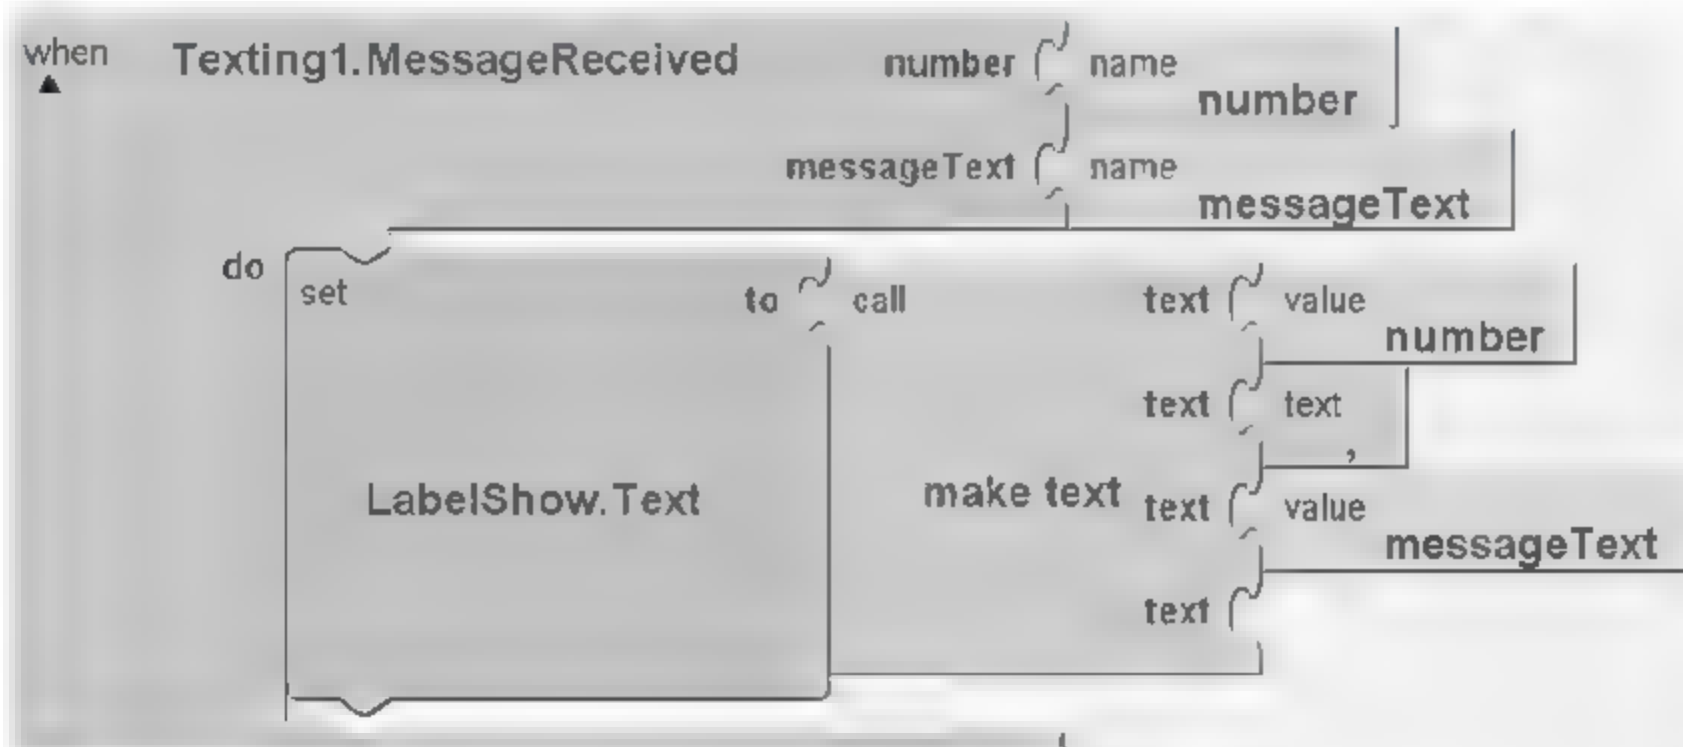 when Texting1.MessageReceived number name
number
messageText name
messageText
do set to call text value
number
text text
,
LabelShow.Text make text text value
messageText
text